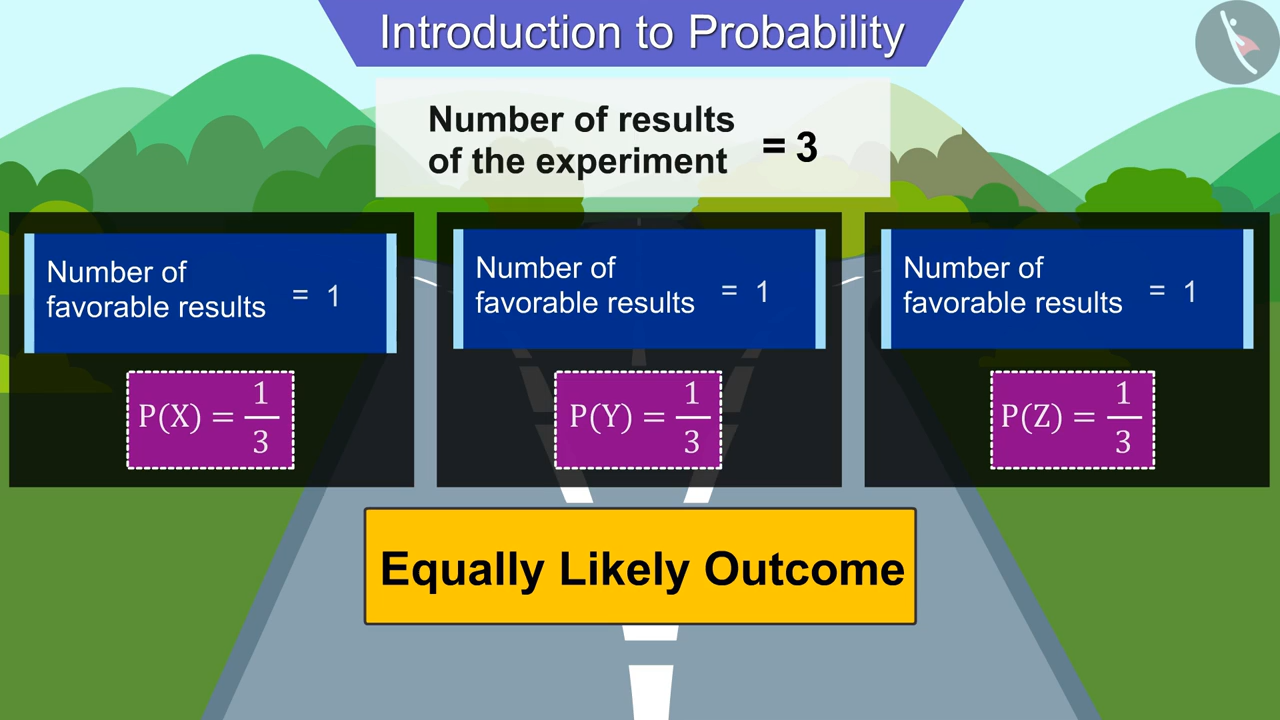 Introduction to Probability
Number of results
of the experiment = 3
Number of
favorable results = 1
P(X) = 1/3
Number of
favorable results = 1
P(Y) = 1/3
Number of
favorable results = 1
P(Z) = 1/3
Equally Likely Outcome